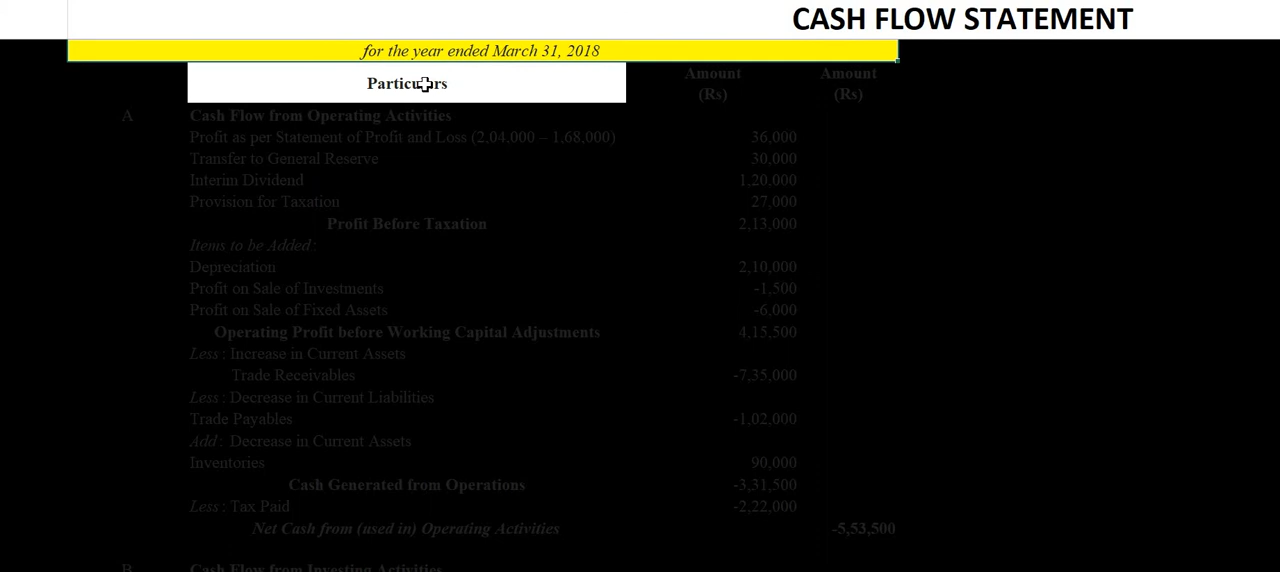 CASH FLOW STATEMENT
for the year ended March 31, 2018
Particulars Amount (Rs) Amount (Rs)
A Cash Flow from Operating Activities
Profit as per Statement of Profit and Loss (2,04,000 – 1,68,000) 36,000
Transfer to General Reserve 30,000
Interim Dividend 1,20,000
Provision for Taxation 27,000
Profit Before Taxation 2,13,000
Items to be Added:
Depreciation 2,10,000
Profit on Sale of Investments -1,500
Profit on Sale of Fixed Assets -6,000
Operating Profit before Working Capital Adjustments 4,15,500
Less: Increase in Current Assets
Trade Receivables -7,35,000
Less: Decrease in Current Liabilities
Trade Payables -1,02,000
Add: Decrease in Current Assets
Inventories 90,000
Cash Generated from Operations -3,31,500
Less: Tax Paid -2,22,000
Net Cash from (used in) Operating Activities -5,53,500
B Cash Flow from Investing Activities